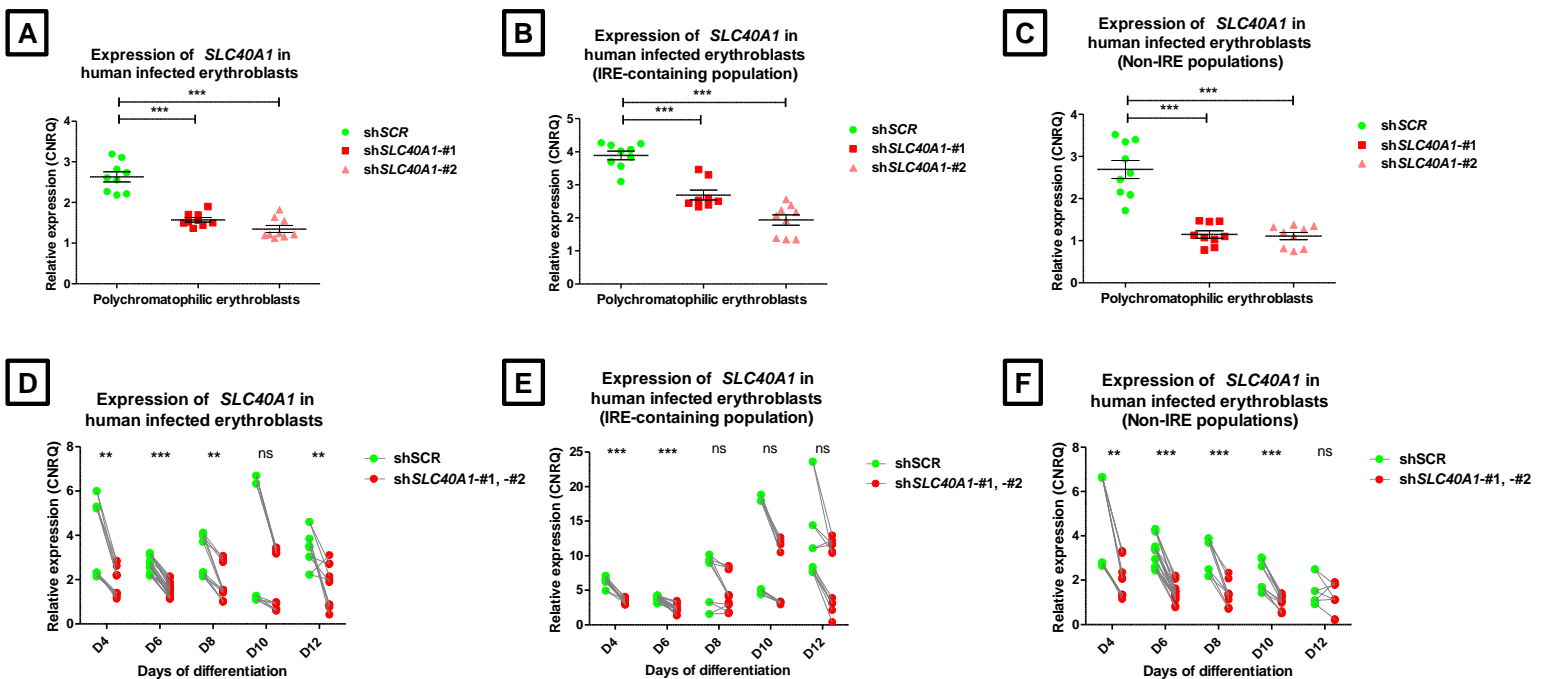 A
Expression of SLC40A1 in
human infected erythroblasts
***
***
Relative expression (CNRQ)
4
3
2
1
0
Polychromatophilic erythroblasts
shSCR
shSLC40A1-#1
shSLC40A1-#2
B
Expression of SLC40A1 in
human infected erythroblasts
(IRE-containing population)
***
***
Relative expression (CNRQ)
5
4
3
2
1
0
Polychromatophilic erythroblasts
shSCR
shSLC40A1-#1
shSLC40A1-#2
C
Expression of SLC40A1 in
human infected erythroblasts
(Non-IRE populations)
***
***
Relative expression (CNRQ)
4
3
2
1
0
Polychromatophilic erythroblasts
shSCR
shSLC40A1-#1
shSLC40A1-#2
D
Expression of SLC40A1 in
human infected erythroblasts
Relative expression (CNRQ)
8
6
4
2
0
** *** ** ns **
D4 D6 D8 D10 D12
Days of differentiation
shSCR
shSLC40A1-#1, -#2
E
Expression of SLC40A1 in
human infected erythroblasts
(IRE-containing population)
Relative expression (CNRQ)
25
20
15
10
5
0
*** *** ns ns ns
D4 D6 D8 D10 D12
Days of differentiation
shSCR
shSLC40A1-#1, -#2
F
Expression of SLC40A1 in
human infected erythroblasts
(Non-IRE populations)
Relative expression (CNRQ)
8
6
4
2
0
** *** *** *** ns
D4 D6 D8 D10 D12
Days of differentiation
shSCR
shSLC40A1-#1, -#2